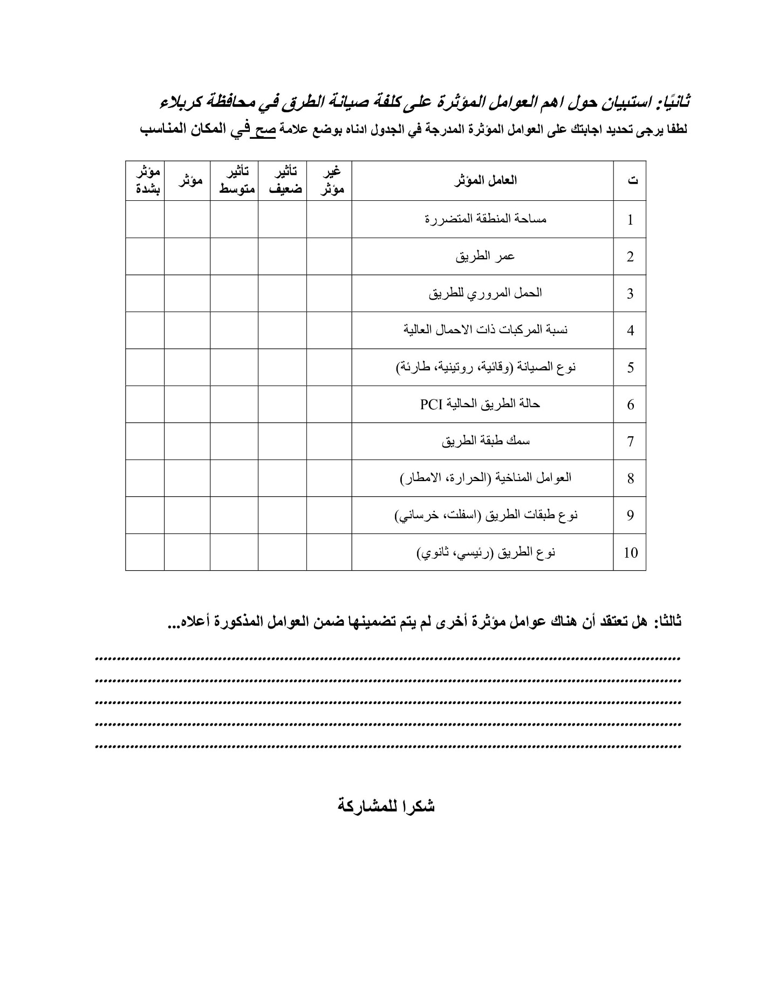 ثانيًا: استبيان حول اهم العوامل المؤثرة على كلفة صيانة الطرق في محافظة كربلاء
لطفا يرجى تحديد اجابتك على العوامل المؤثرة المدرجة في الجدول ادناه بوضع علامة صح في المكان المناسب
ت العامل المؤثر غير مؤثر تأثير ضعيف تأثير متوسط مؤثر مؤثر بشدة
1 مساحة المنطقة المتضررة
2 عمر الطريق
3 الحمل المروري للطريق
4 نسبة المركبات ذات الاحمال العالية
5 نوع الصيانة (وقائية، روتينية، طارئة)
6 حالة الطريق الحالية PCI
7 سمك طبقة الطريق
8 العوامل المناخية (الحرارة، الامطار)
9 نوع طبقات الطريق (اسفلت، خرساني)
10 نوع الطريق (رئيسي، ثانوي)
ثالثا: هل تعتقد أن هناك عوامل مؤثرة أخرى لم يتم تضمينها ضمن العوامل المذكورة أعلاه...
شكرا للمشاركة